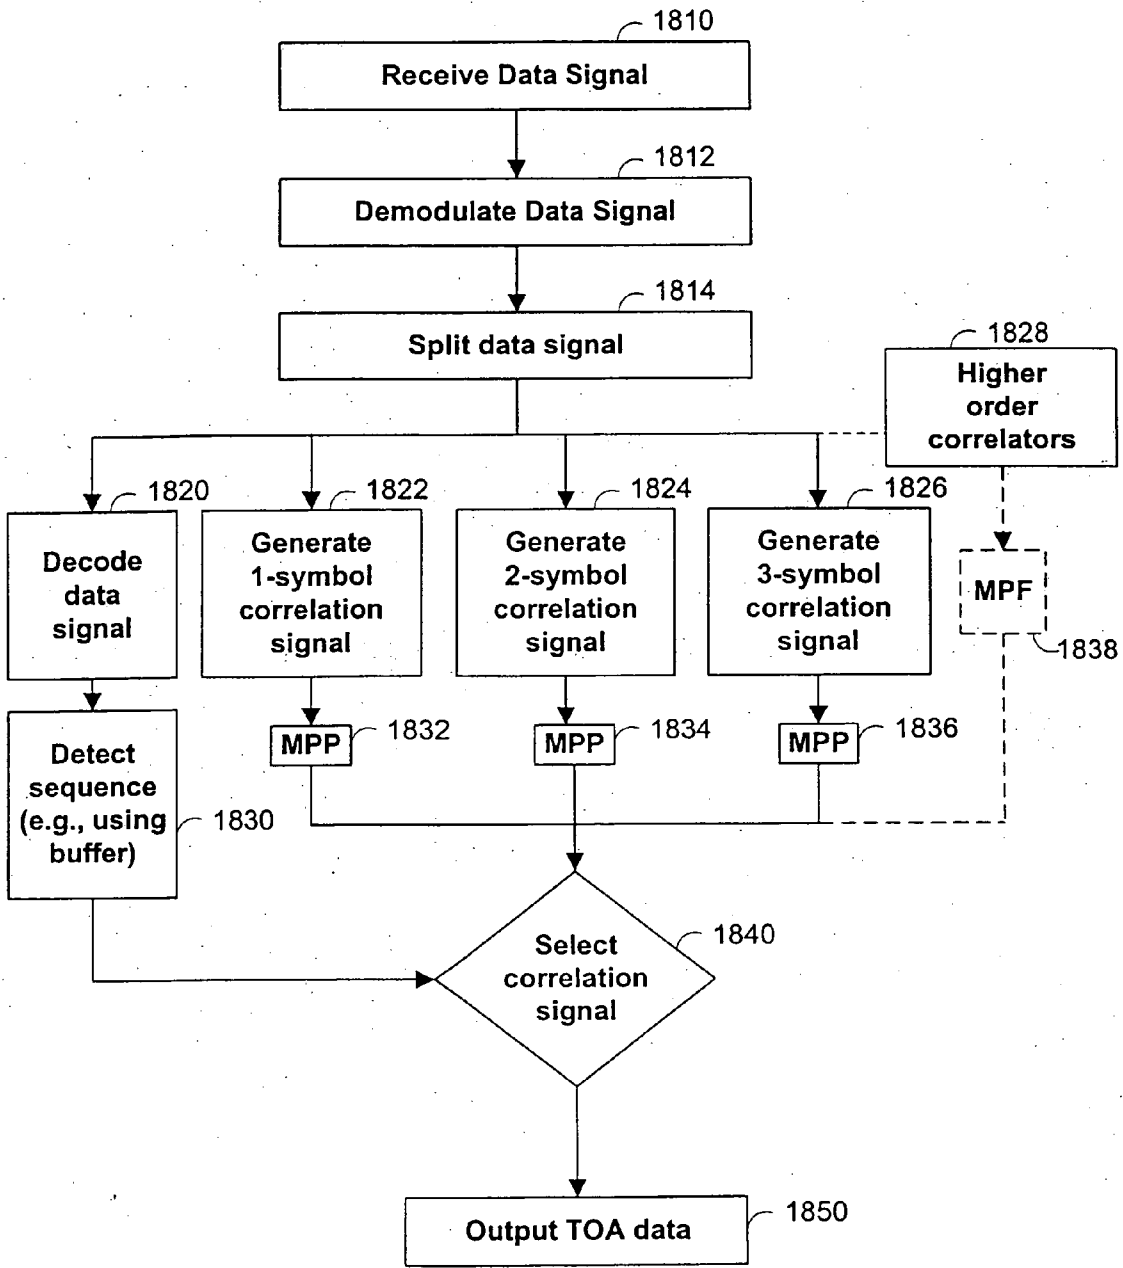 1810
Receive Data Signal
1812
Demodulate Data Signal
1814
Split data signal
1828
Higher
order
correlators
1820
Decode
data
signal
1822
Generate
1-symbol
correlation
signal
1824
Generate
2-symbol
correlation
signal
1826
Generate
3-symbol
correlation
signal
MPF
1838
MPP
1832
MPP
1834
MPP
1836
Detect
sequence
(e.g., using
buffer)
1830
Select
correlation
signal
1840
Output TOA data
1850